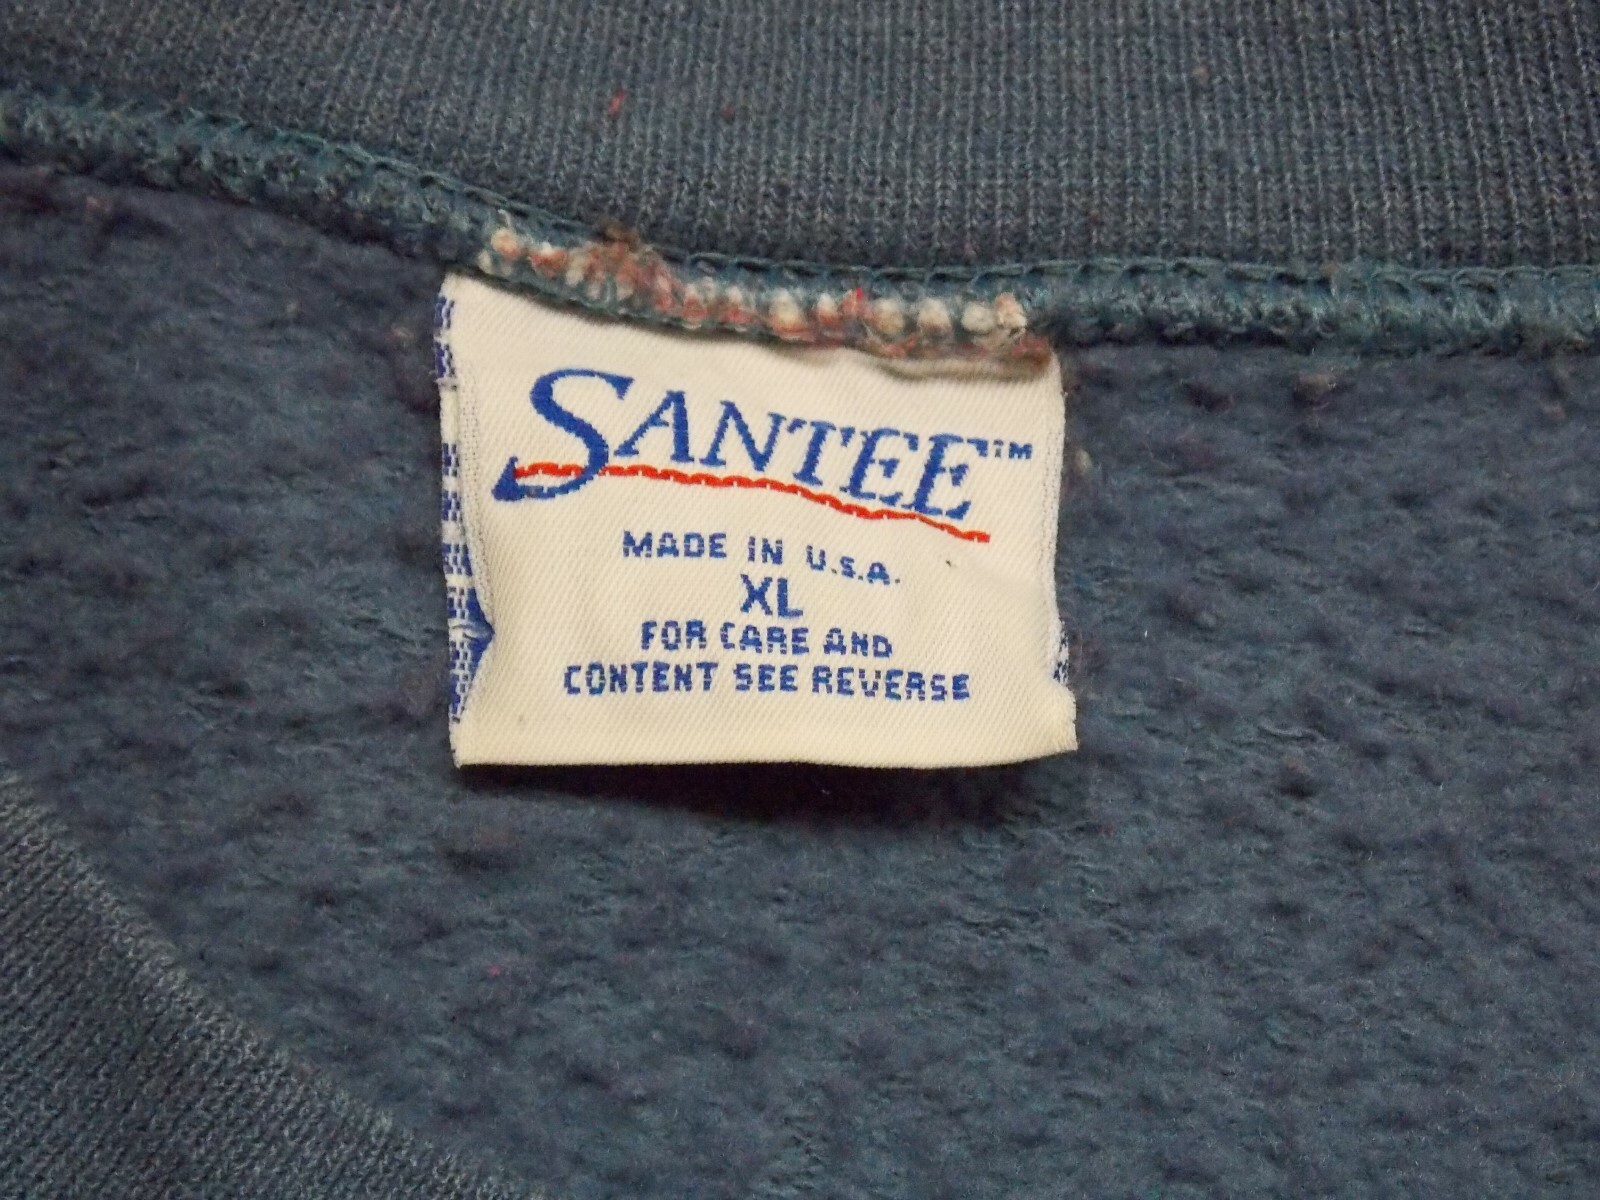 SANTEE™
MADE IN U.S.A.
XL
FOR CARE AND
CONTENT SEE REVERSE